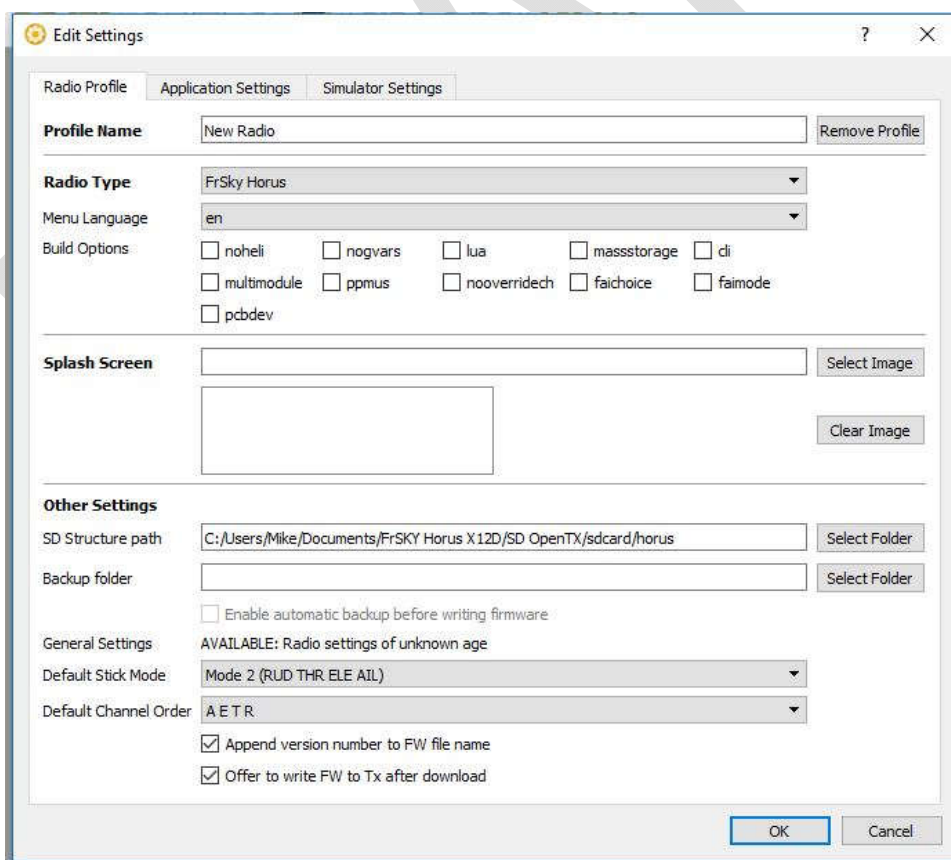 Edit Settings ? X
Radio Profile Application Settings Simulator Settings
Profile Name New Radio Remove Profile
Radio Type FrSky Horus
Menu Language en
Build Options noheli nogvars lua massstorage cli
multimodule ppmus nooverridech faichoice faimode
pcbdev
Splash Screen Select Image
Clear Image
Other Settings
SD Structure path C:/Users/Mike/Documents/FrSKY Horus X12D/SD OpenTX/sdcard/horus Select Folder
Backup folder Select Folder
Enable automatic backup before writing firmware
General Settings AVAILABLE: Radio settings of unknown age
Default Stick Mode Mode 2 (RUD THR ELE AIL)
Default Channel Order A E T R
Append version number to FW file name
Offer to write FW to Tx after download
OK Cancel